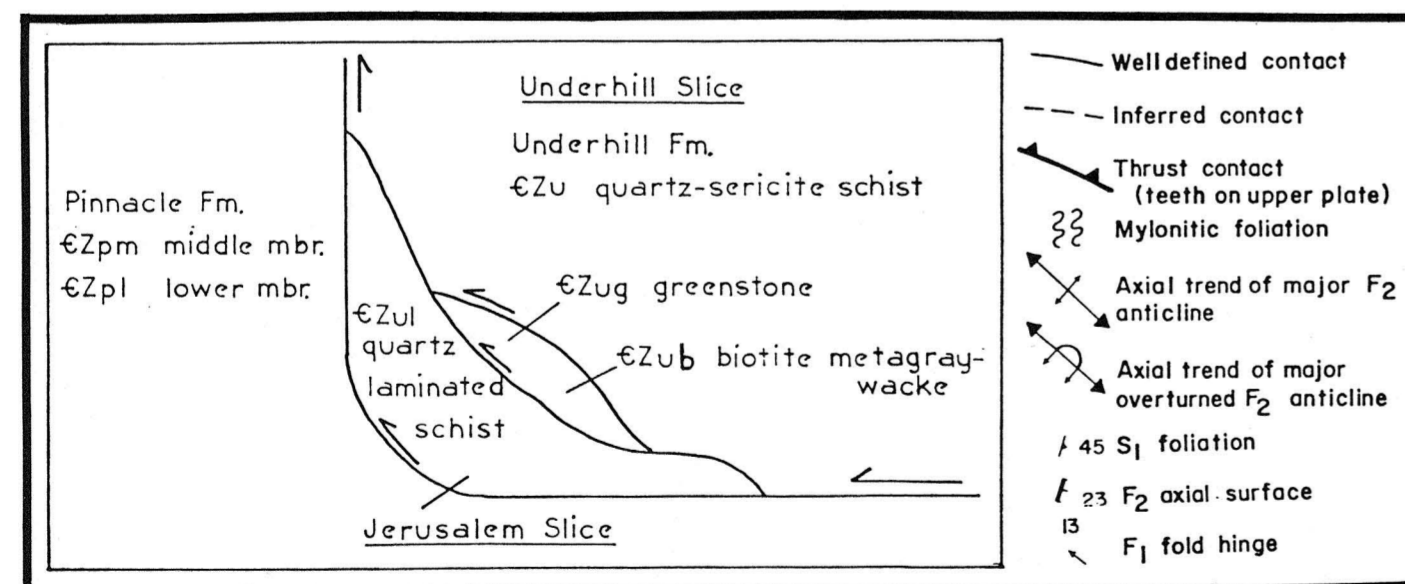 Underhill Slice
Underhill Fm.
ЄZu quartz-sericite schist
Pinnacle Fm.
ЄZpm middle mbr.
ЄZpl lower mbr.
ЄZug greenstone
ЄZul
quartz
laminated
schist
ЄZub biotite metagray-
wacke
Jerusalem Slice
Well defined contact
Inferred contact
Thrust contact
(teeth on upper plate)
Mylonitic foliation
Axial trend of major F2
anticline
Axial trend of major
overturned F2 anticline
45 S1 foliation
23 F2 axial surface
13
F1 fold hinge